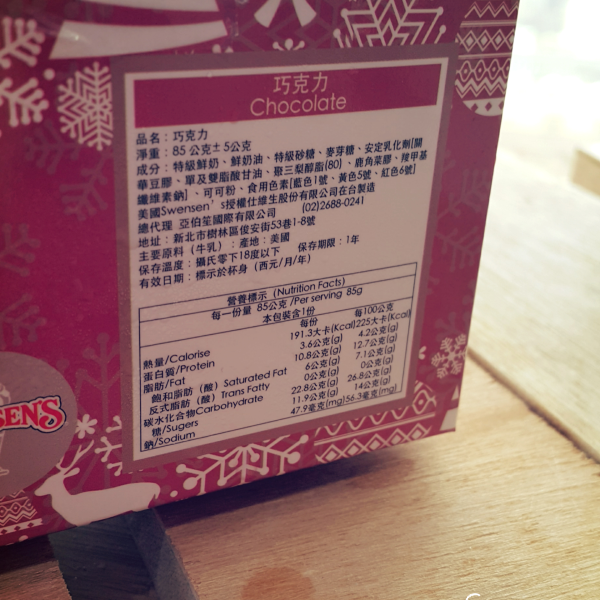 巧克力
Chocolate
品名：巧克力
淨重：85 公克± 5公克
成分：特級鮮奶、鮮奶油、特級砂糖、麥芽糖、安定乳化劑[關
華豆膠、單及雙脂酸甘油、聚三梨醇脂(80)、鹿角菜膠、羧甲基
纖維素鈉]、可可粉、食用色素[藍色1號、黃色5號、紅色6號]
美國Swensen's授權仕維生股份有限公司在台製造
總代理 亞伯笙國際有限公司 (02)2688-0241
地址：新北市樹林區俊安街53巷1-8號
主要原料（牛乳）：產地：美國
保存溫度：攝氏零下18度以下 保存期限：1年
有效日期：標示於杯身（西元/月/年）
營養標示（Nutrition Facts）
每一份量 85公克 /Per serving 85g
本包裝含1份
每份 每100公克
熱量/Calorise 191.3大卡(Kcal) 225大卡(Kcal)
蛋白質/Protein 3.6公克(g) 4.2公克(g)
脂肪/Fat 10.8公克(g) 12.7公克(g)
飽和脂肪（酸）Saturated Fat 6公克(g) 7.1公克(g)
反式脂肪（酸）Trans Fatty 0公克(g) 0公克(g)
碳水化合物Carbohydrate 22.8公克(g) 26.8公克(g)
糖/Sugers 11.9公克(g) 14公克(g)
鈉/Sodium 47.9毫克(mg) 56.3毫克(mg)
SEN'S